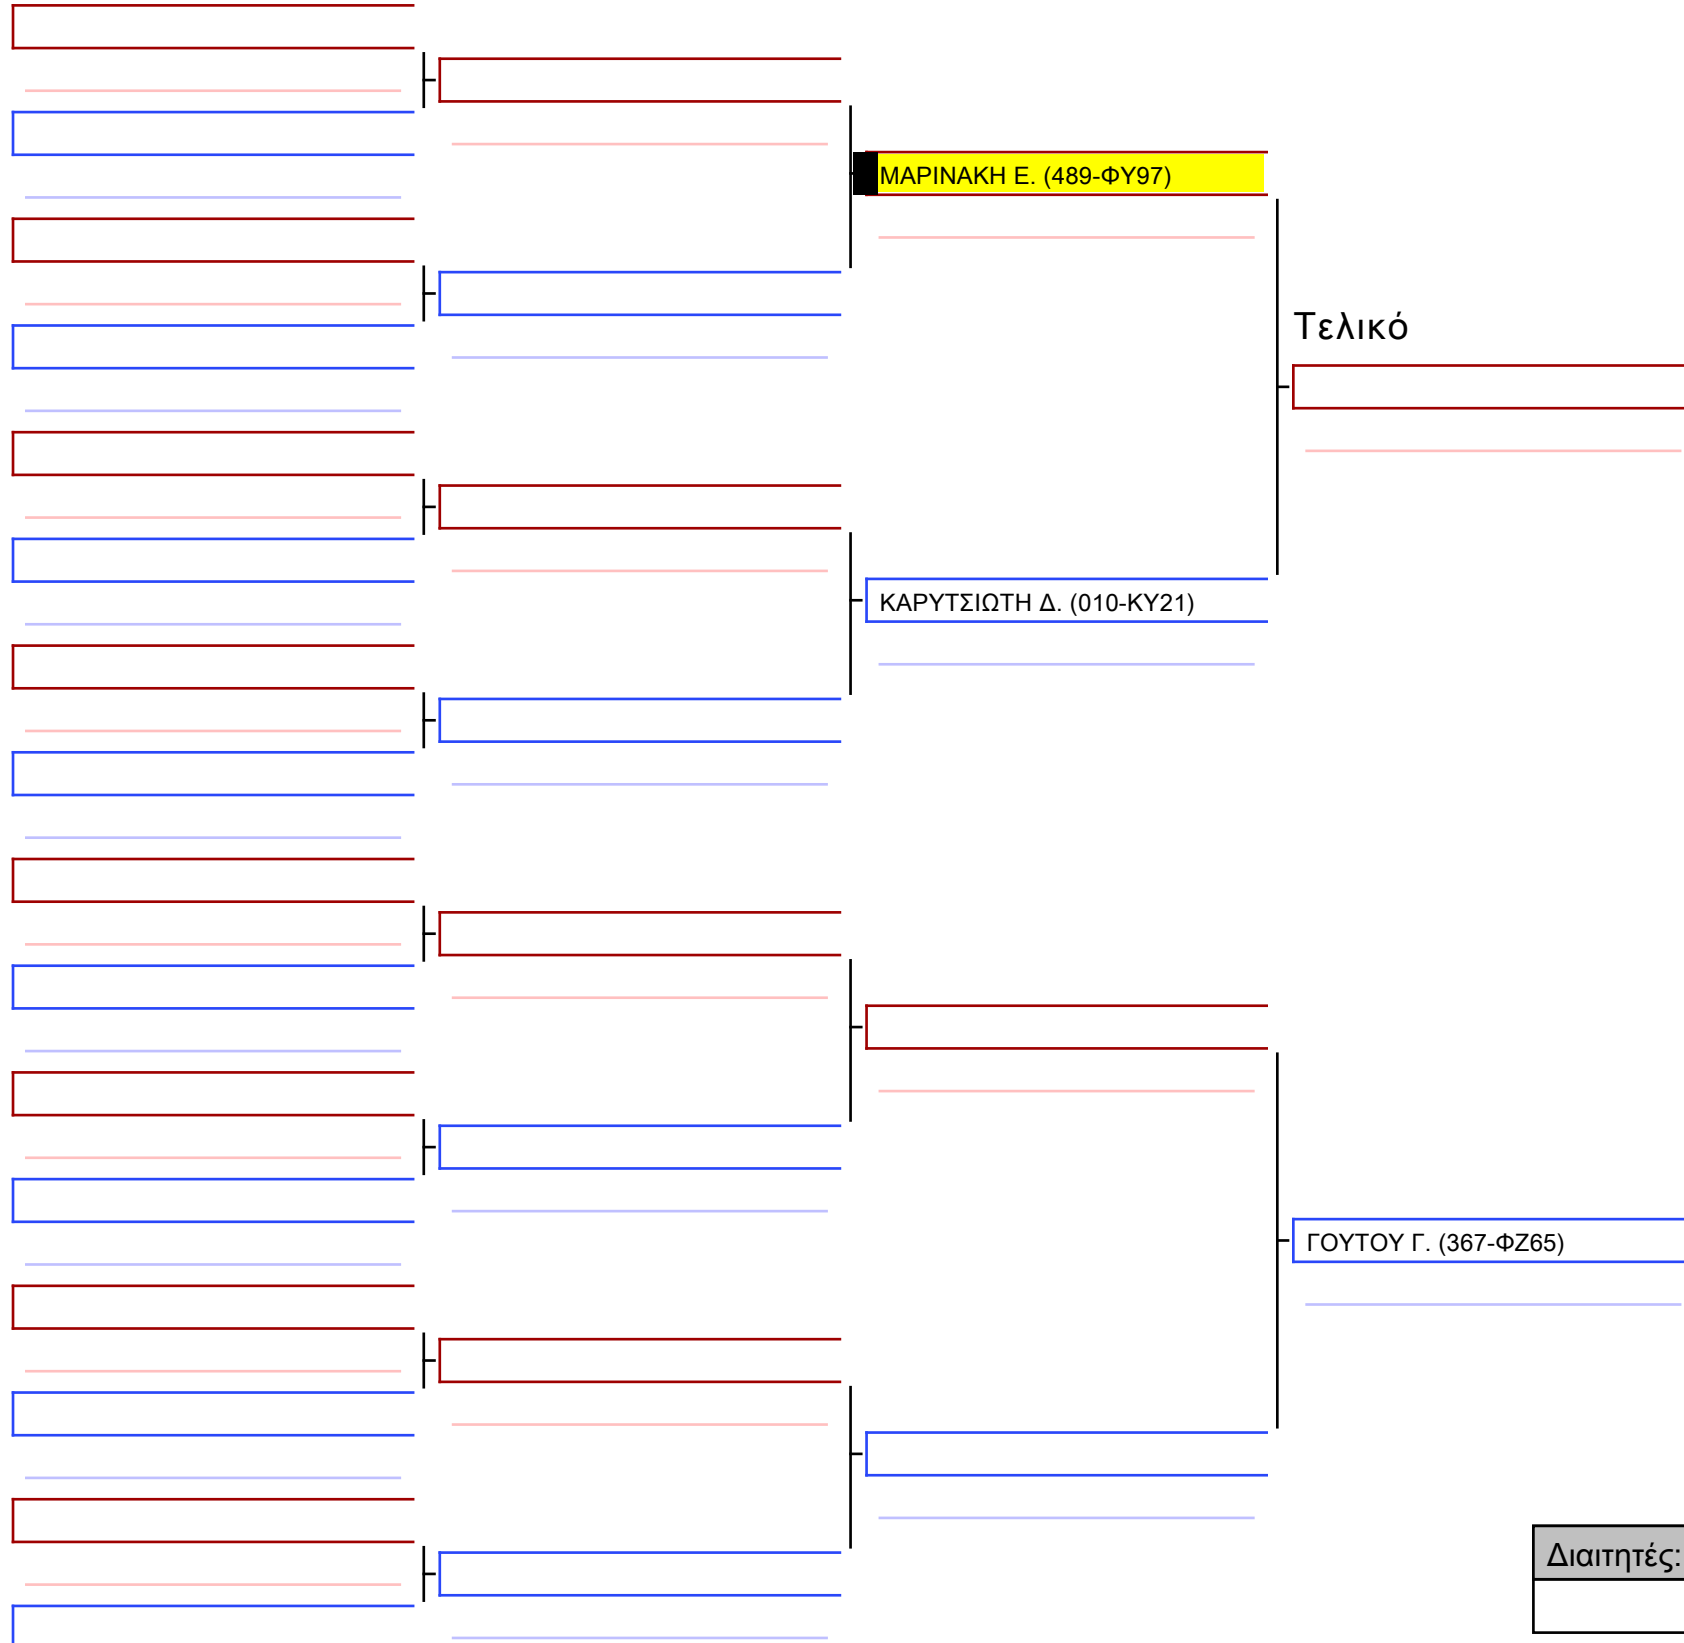 ΜΑΡΙΝΑΚΗ Ε. (489-ΦΥ97)
Τελικό
ΚΑΡΥΤΣΙΩΤΗ Δ. (010-ΚΥ21)
ΓΟΥΤΟΥ Γ. (367-ΦΖ65)
Διαιτητές: